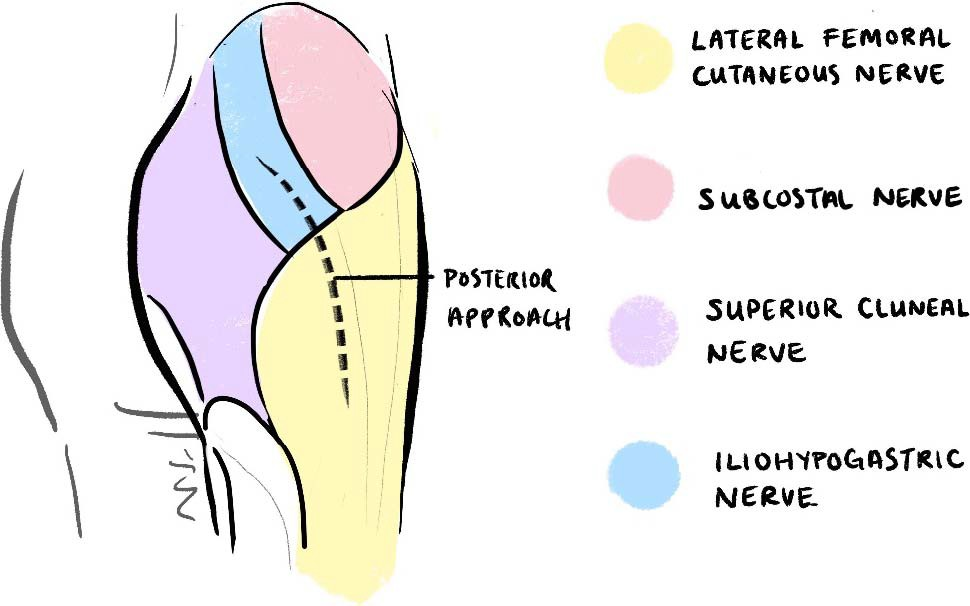 LATERAL FEMORAL
CUTANEOUS NERVE
SUBCOSTAL NERVE
POSTERIOR
APPROACH
SUPERIOR CLUNEAL
NERVE
ILIOHYPOGASTRIC
NERVE